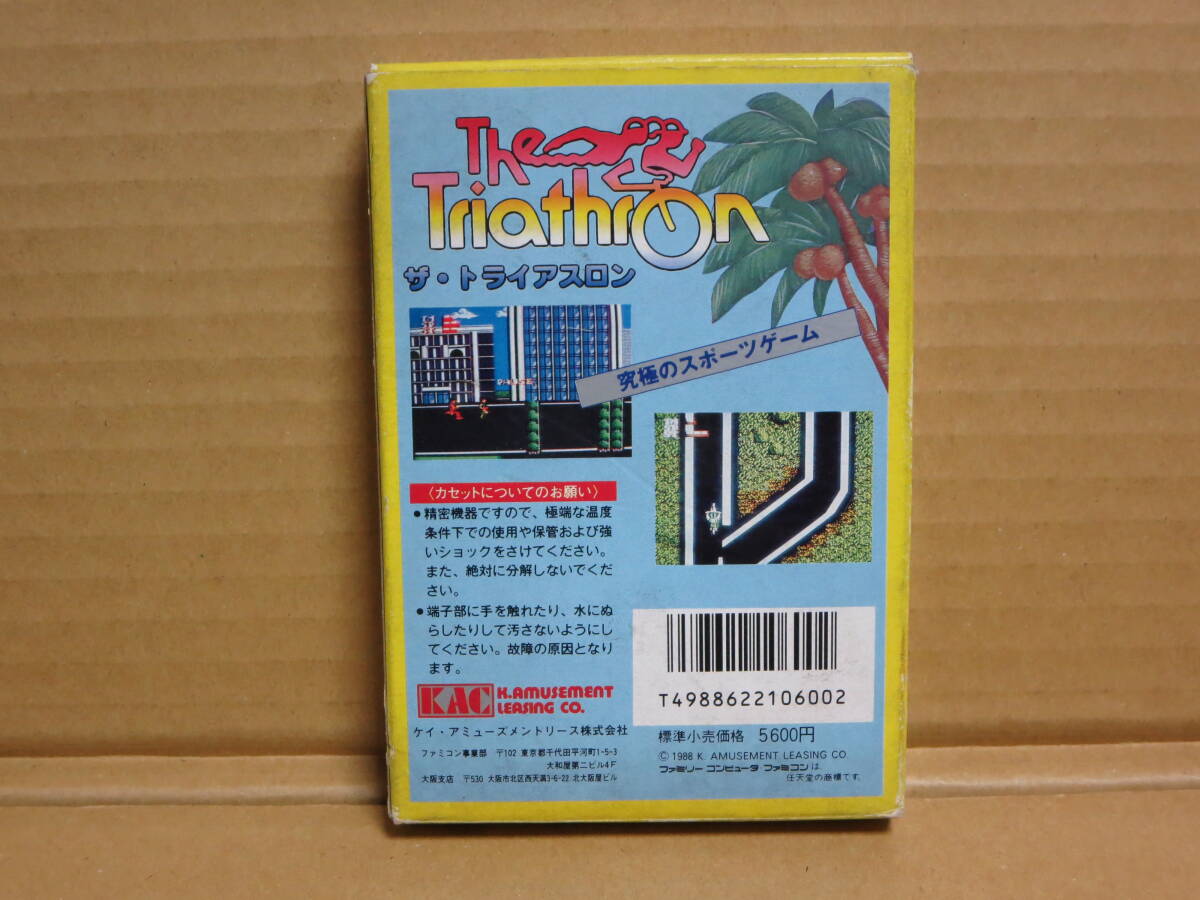 The
Triathron
ザ・トライアスロン
究極のスポーツゲーム
〈カセットについてのお願い〉
●精密機器ですので、極端な温度
条件下での使用や保管および強
いショックをさけてください。
また、絶対に分解しないでくだ
さい。
●端子部に手を触れたり、水にぬ
らしたりして汚さないようにし
てください。故障の原因となり
ます。
KAC K.AMUSEMENT
LEASING CO.
ケイ・アミューズメントリース株式会社
ファミコン事業部 〒102 東京都千代田平河町1-5-3
大和屋第二ビル4F
大阪支店 〒530 大阪市北区西天満3-6-22 北大阪屋ビル
T4988622106002
標準小売価格 5600円
© 1988 K. AMUSEMENT LEASING CO
ファミリー コンピュータ・ファミコンは
任天堂の商標です.